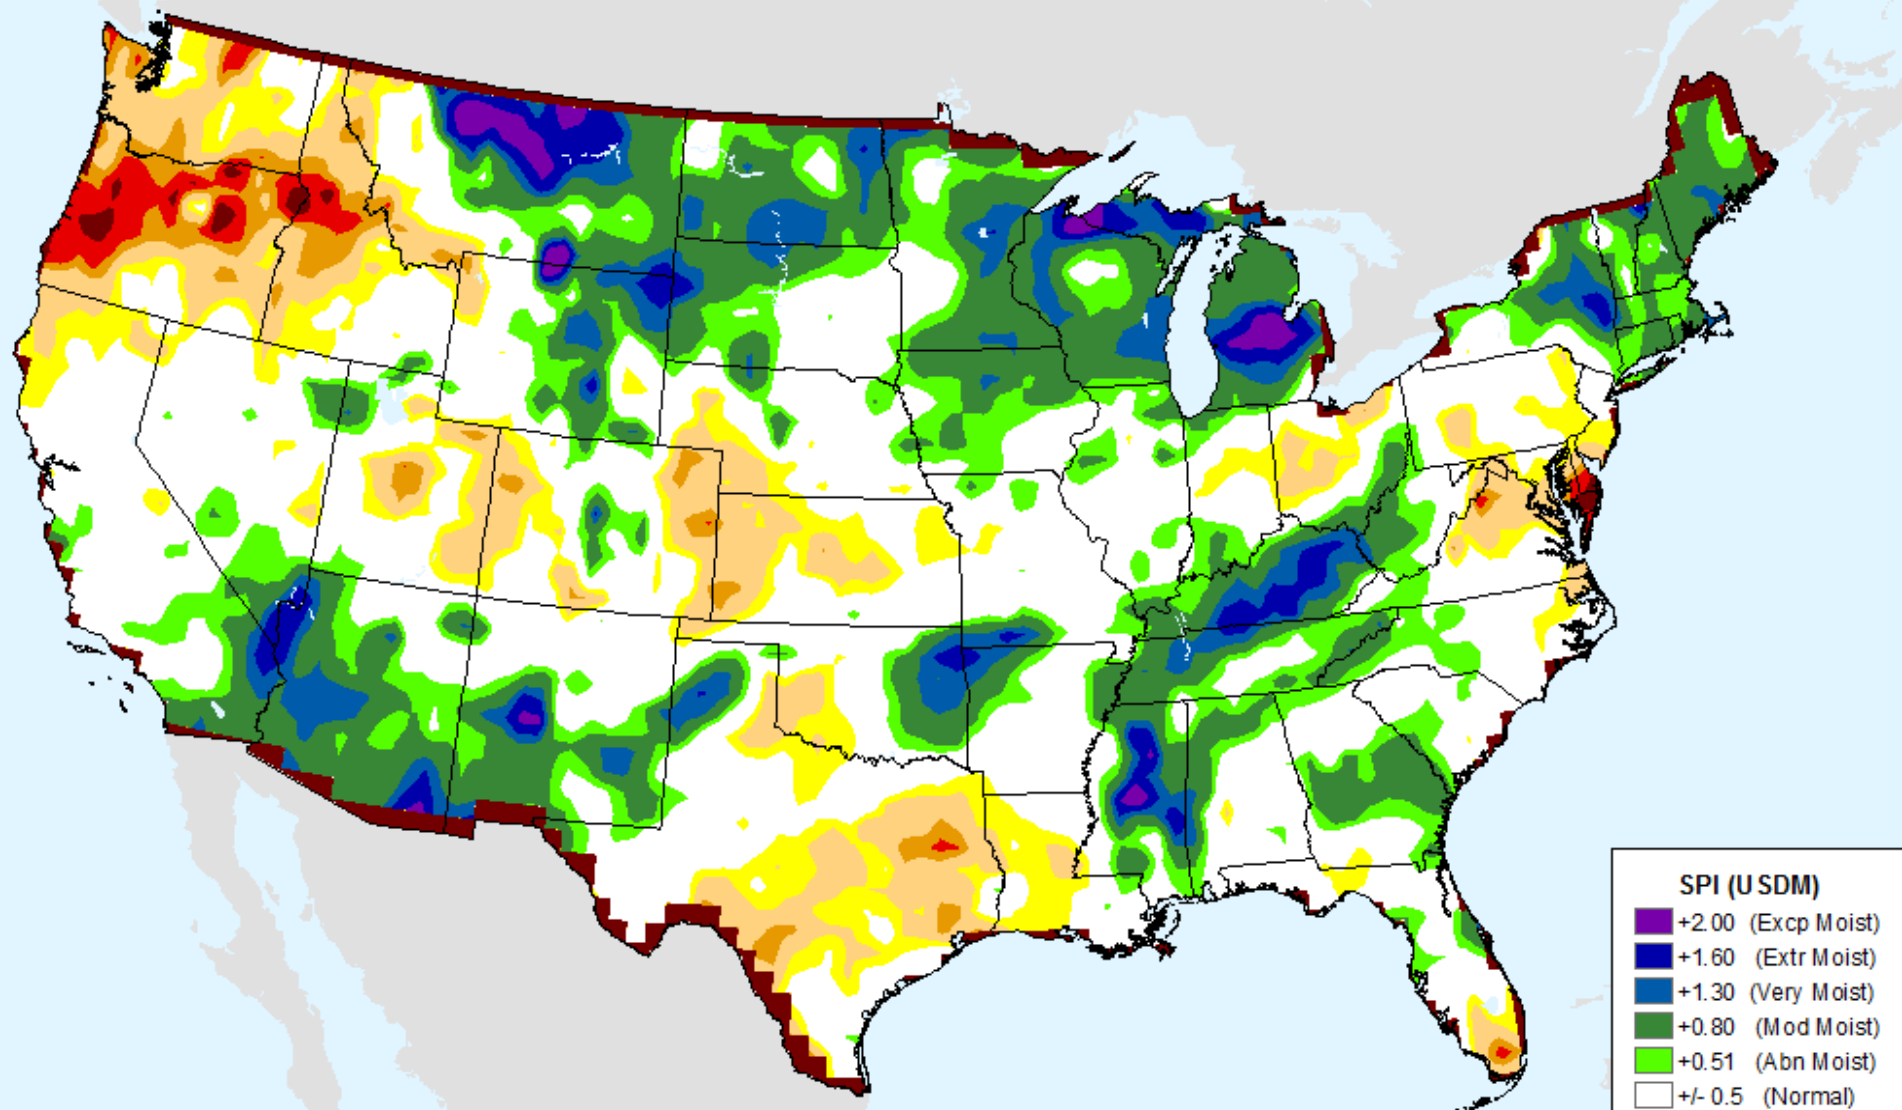 SPI (USDM)
+2.00 (Excp Moist)
+1.60 (Extr Moist)
+1.30 (Very Moist)
+0.80 (Mod Moist)
+0.51 (Abn Moist)
+/- 0.5 (Normal)